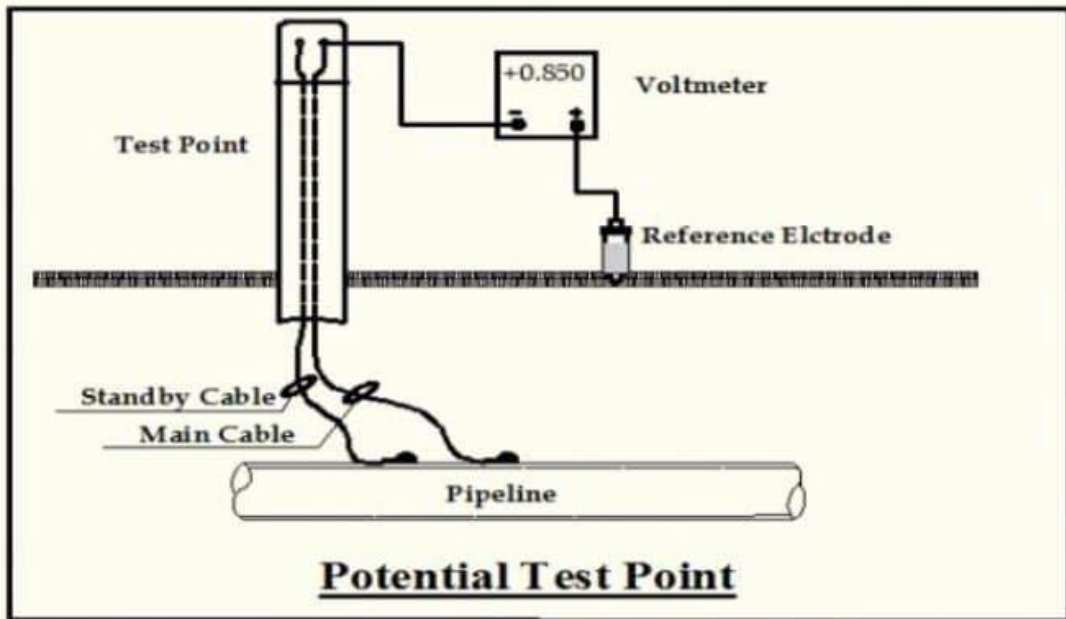 +0.850
- +
Voltmeter
Test Point
Reference Elctrode
Standby Cable
Main Cable
Pipeline
Potential Test Point